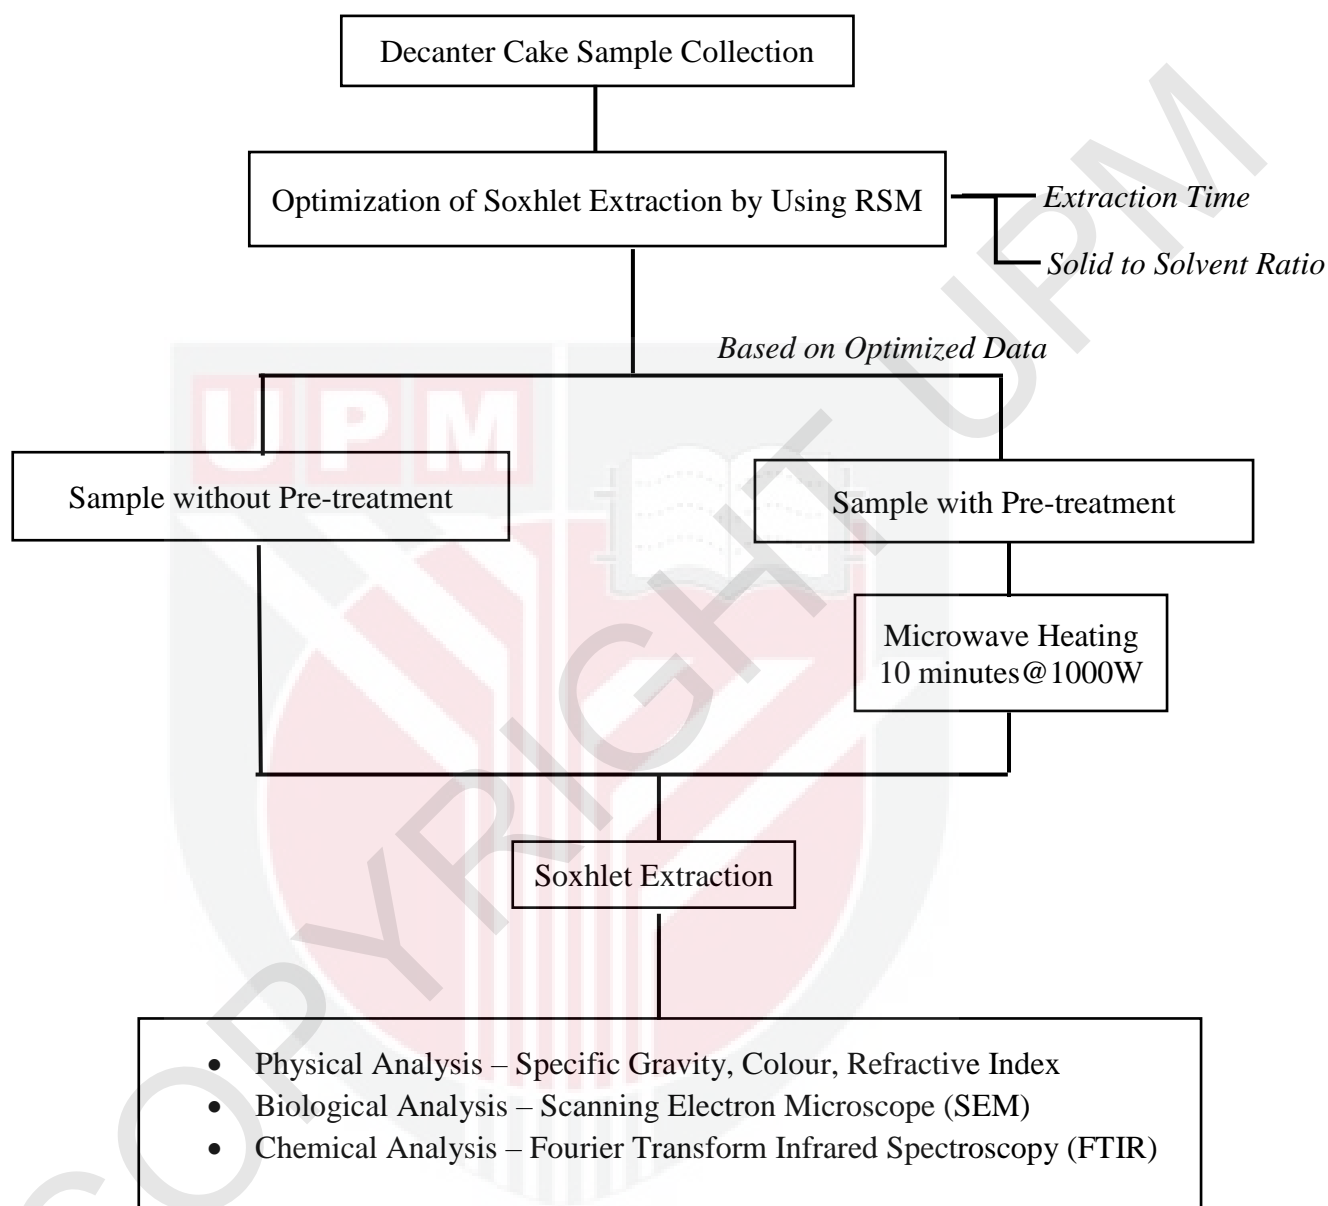 Decanter Cake Sample Collection
Optimization of Soxhlet Extraction by Using RSM
Extraction Time
Solid to Solvent Ratio
Based on Optimized Data
UPM
Sample without Pre-treatment
Sample with Pre-treatment
Microwave Heating
10 minutes@1000W
Soxhlet Extraction
• Physical Analysis – Specific Gravity, Colour, Refractive Index
• Biological Analysis – Scanning Electron Microscope (SEM)
• Chemical Analysis – Fourier Transform Infrared Spectroscopy (FTIR)
COPYRIGHT UPM